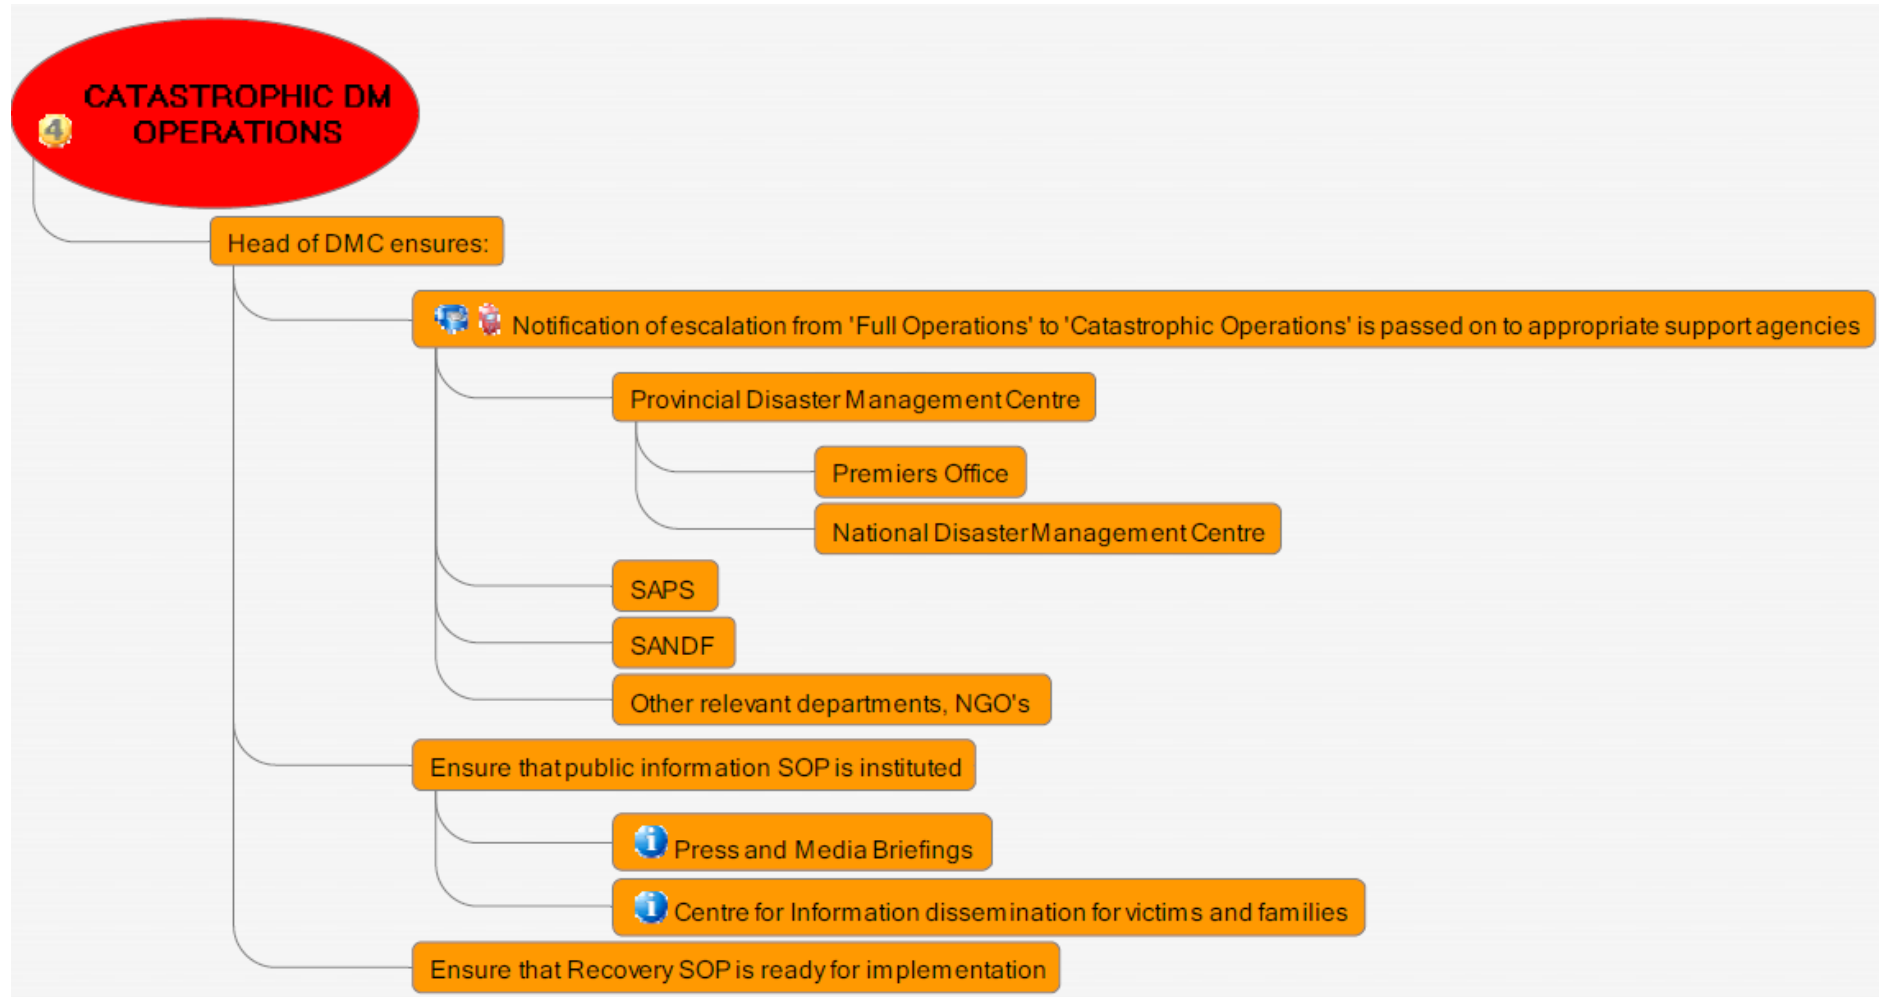 CATASTROPHIC DM
OPERATIONS
4
Head of DMC ensures:
Notification of escalation from 'Full Operations' to 'Catastrophic Operations' is passed on to appropriate support agencies
Provincial Disaster Management Centre
Premiers Office
National Disaster Management Centre
SAPS
SANDF
Other relevant departments, NGO's
Ensure that public information SOP is instituted
i Press and Media Briefings
i Centre for Information dissemination for victims and families
Ensure that Recovery SOP is ready for implementation